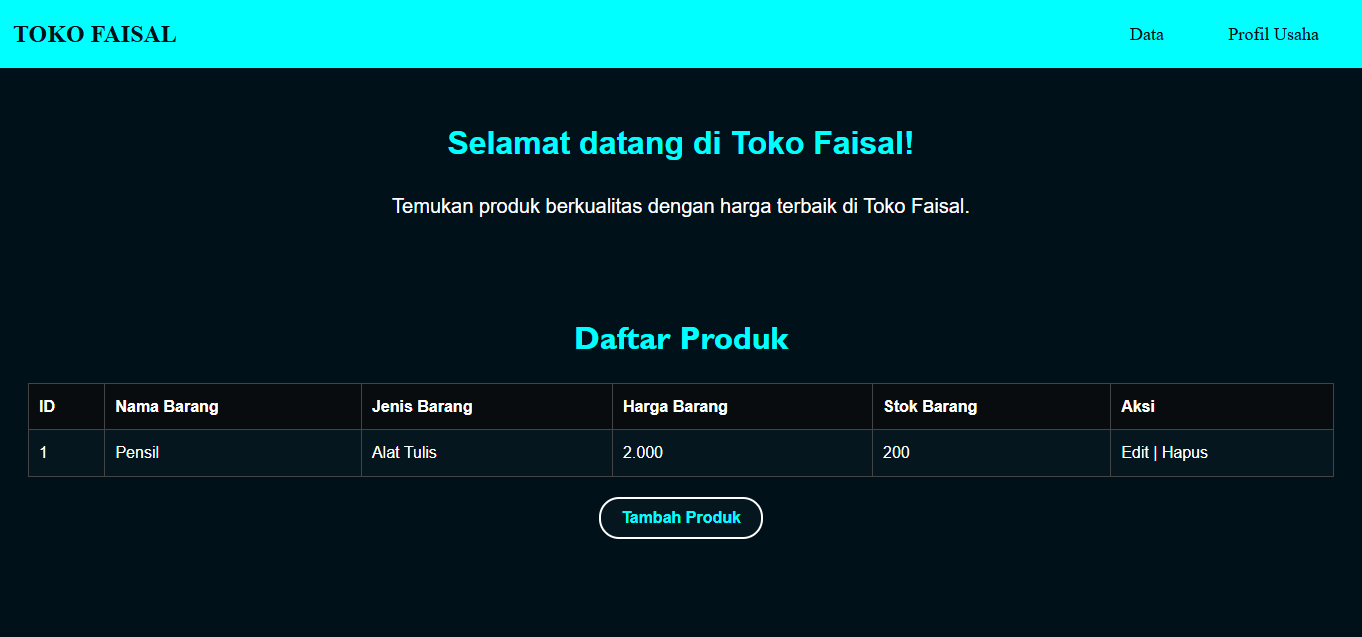 TOKO FAISAL Data Profil Usaha
Selamat datang di Toko Faisal!
Temukan produk berkualitas dengan harga terbaik di Toko Faisal.
Daftar Produk
ID Nama Barang Jenis Barang Harga Barang Stok Barang Aksi
1 Pensil Alat Tulis 2.000 200 Edit | Hapus
Tambah Produk